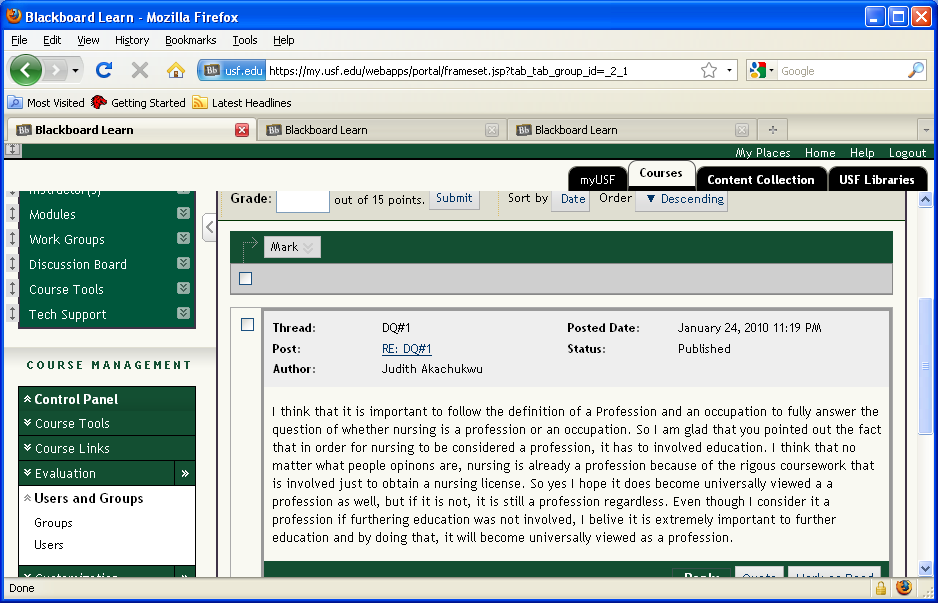 Blackboard Learn - Mozilla Firefox
File Edit View History Bookmarks Tools Help
usf.edu https://my.usf.edu/webapps/portal/frameset.jsp?tab_tab_group_id=_2_1 Google
Most Visited Getting Started Latest Headlines
Blackboard Learn Blackboard Learn Blackboard Learn
My Places Home Help Logout
myUSF Courses Content Collection USF Libraries
Instructor(s)
Modules
Work Groups
Discussion Board
Course Tools
Tech Support
COURSE MANAGEMENT
Control Panel
Course Tools
Course Links
Evaluation
Users and Groups
Groups
Users
Customization
Grade: out of 15 points. Submit Sort by Date Order Descending
Mark
Thread: DQ#1 Posted Date: January 24, 2010 11:19 PM
Post: RE: DQ#1 Status: Published
Author: Judith Akachukwu
I think that it is important to follow the definition of a Profession and an occupation to fully answer the
question of whether nursing is a profession or an occupation. So I am glad that you pointed out the fact
that in order for nursing to be considered a profession, it has to involved education. I think that no
matter what people opinons are, nursing is already a profession because of the rigous coursework that
is involved just to obtain a nursing license. So yes I hope it does become universally viewed a a
profession as well, but if it is not, it is still a profession regardless. Even though I consider it a
profession if furthering education was not involved, I belive it is extremely important to further
education and by doing that, it will become universally viewed as a profession.
Reply Quote Mark as Read
Done